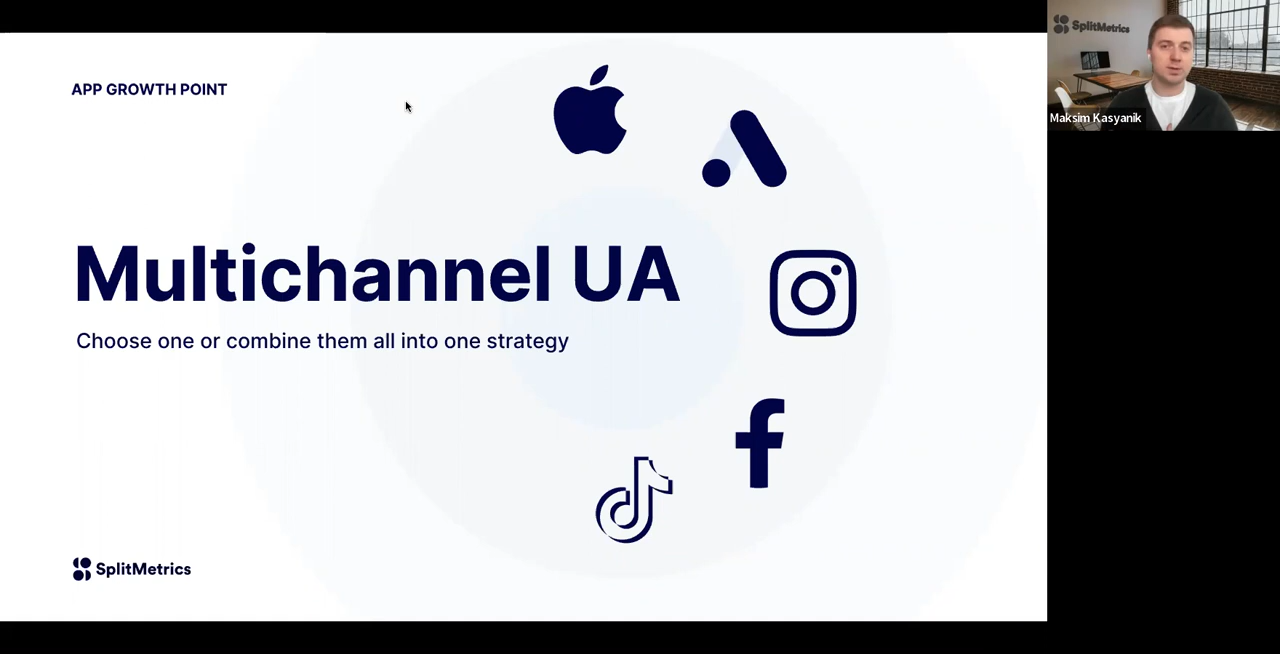 APP GROWTH POINT
Multichannel UA
Choose one or combine them all into one strategy
SplitMetrics
SplitMetrics
Maksim Kasyanik